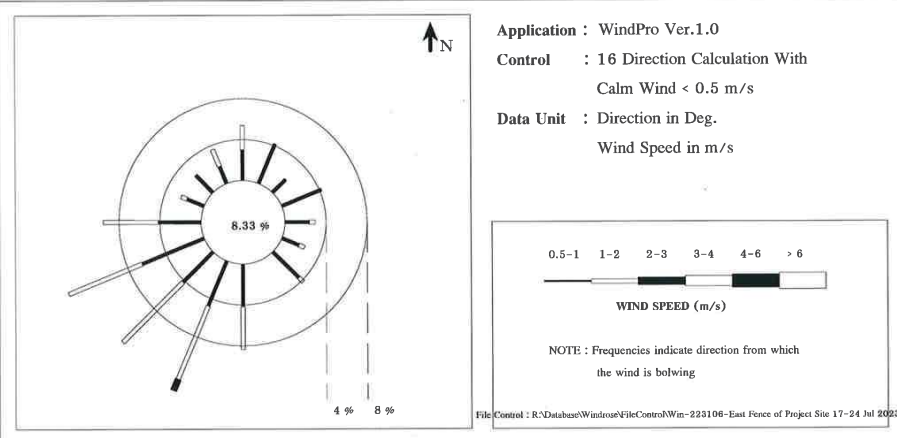 N
8.33 %
4 %
8 %
Application : WindPro Ver.1.0
Control : 16 Direction Calculation With
Calm Wind < 0.5 m/s
Data Unit : Direction in Deg.
Wind Speed in m/s
0.5-1 1-2 2-3 3-4 4-6 > 6
WIND SPEED (m/s)
NOTE : Frequencies indicate direction from which
the wind is bolwing
File Control : R:\Database\Windrose\FileControl\Win-223106-East Fence of Project Site 17-24 Jul 2023